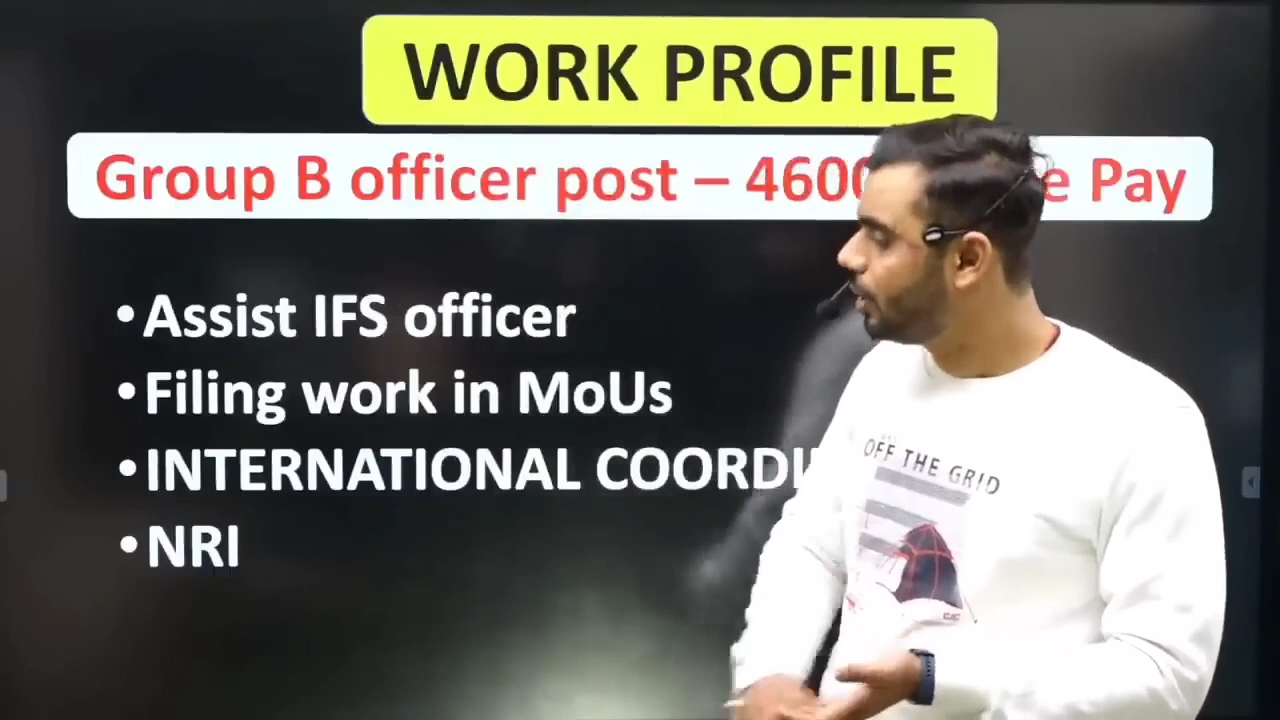 WORK PROFILE
Group B officer post – 4600 Pay
• Assist IFS officer
• Filing work in MoUs
• INTERNATIONAL
• NRI
OFF THE GRID